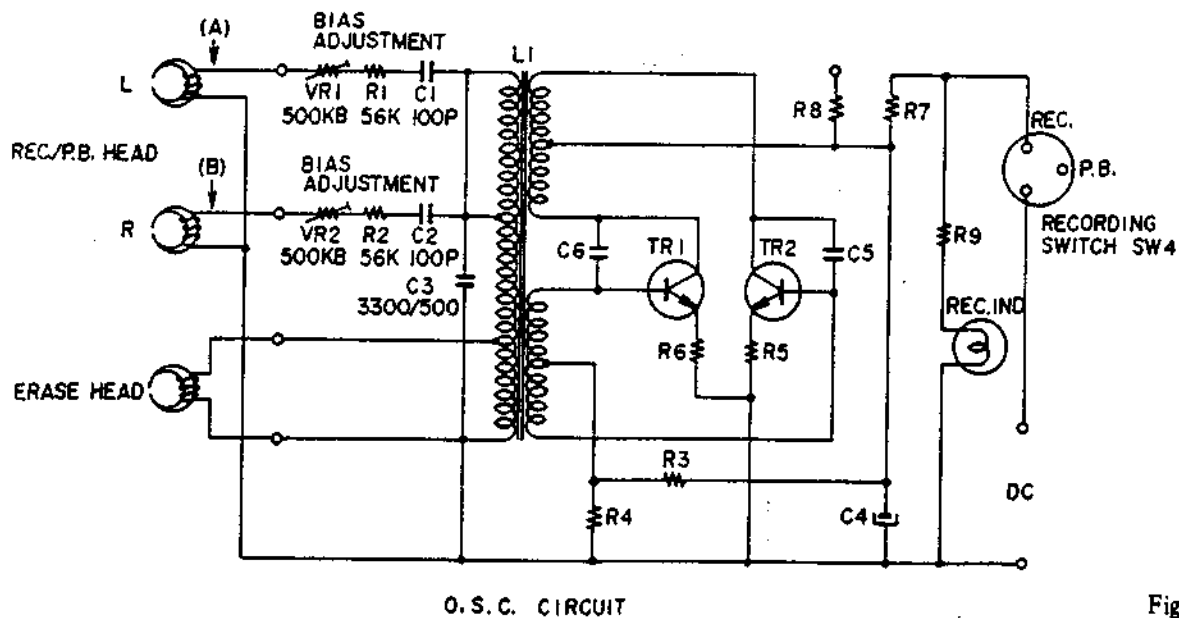 (A)
BIAS
ADJUSTMENT
L1
L
VR1 R1 C1
500KB 56K 100P
R8
R7
REC.
P.B.
RECORDING
SWITCH SW4
REC/P.B. HEAD
(B)
BIAS
ADJUSTMENT
R
VR2 R2 C2
500KB 56K 100P
C3
3300/500
C6
TR1
TR2
C5
R9
REC.IND
R6
R5
ERASE HEAD
R3
R4
C4
DC
O.S.C. CIRCUIT
Fig